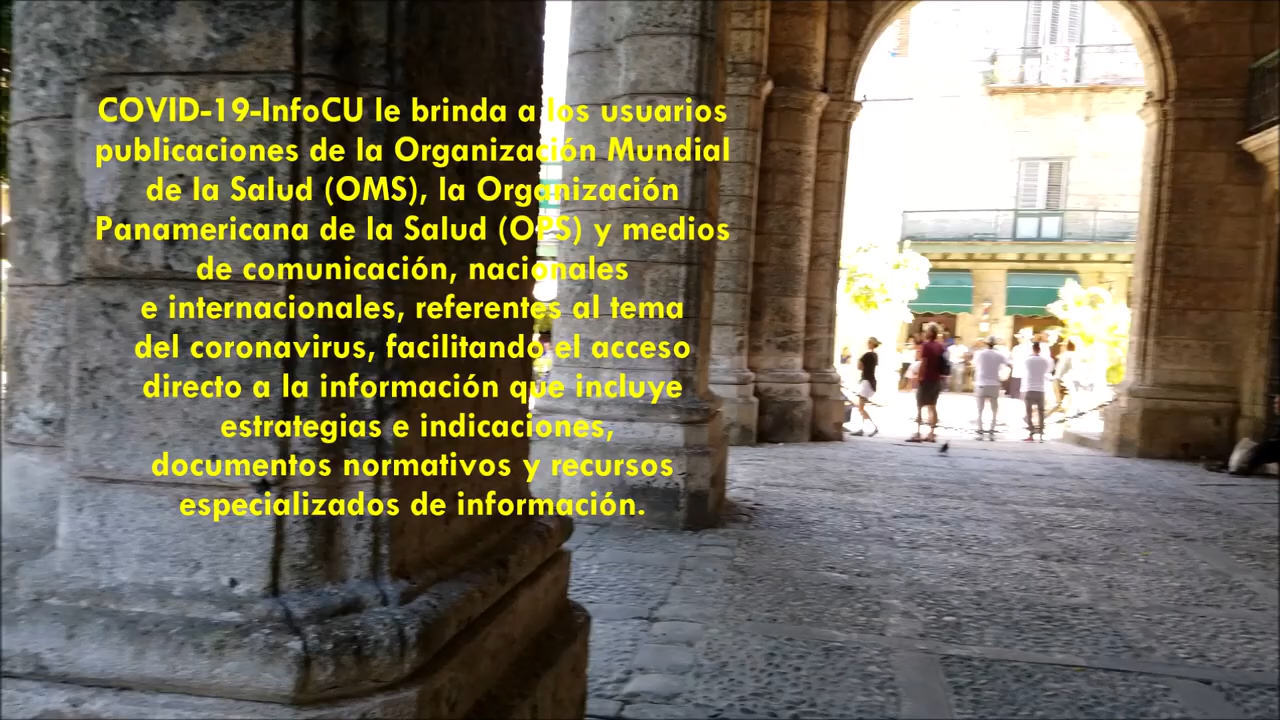 COVID-19-InfoCU le brinda a los usuarios
publicaciones de la Organización Mundial
de la Salud (OMS), la Organización
Panamericana de la Salud (OPS) y medios
de comunicación, nacionales
e internacionales, referentes al tema
del coronavirus, facilitando el acceso
directo a la información que incluye
estrategias e indicaciones,
documentos normativos y recursos
especializados de información.